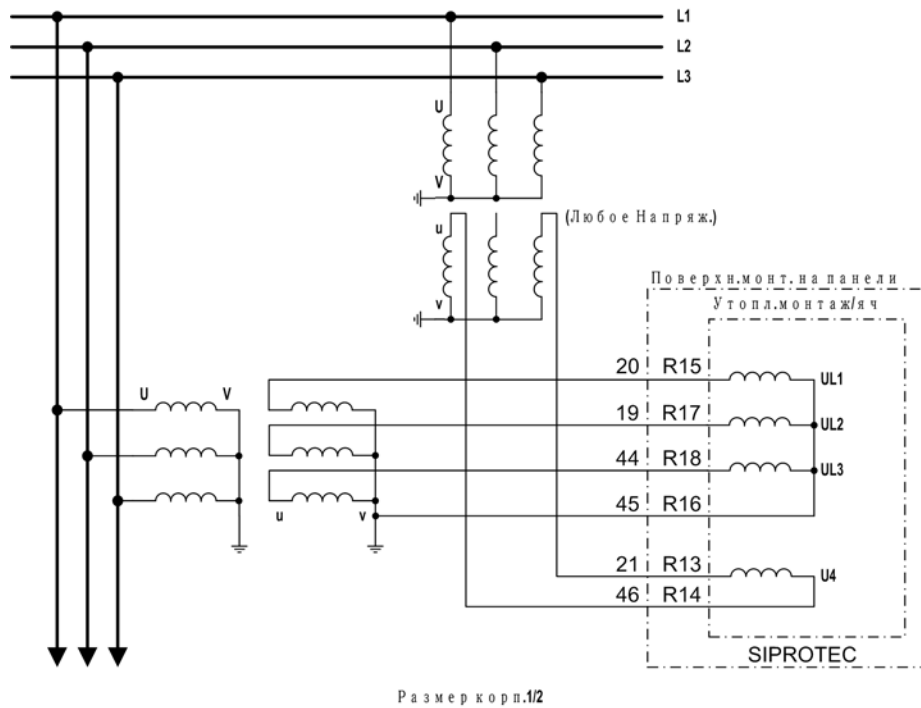 L1
L2
L3
U
V
u
(Любое Напряж.)
v
Поверхн.монт. на панели
Утопл.монтаж/яч
20 R15 UL1
U V
19 R17 UL2
44 R18 UL3
45 R16
u v
21 R13 U4
46 R14
SIPROTEC
Размер корп.1/2